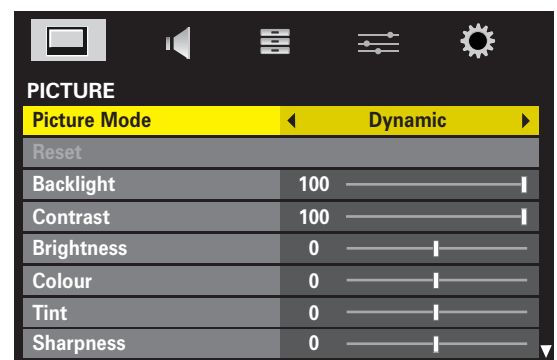 PICTURE
Picture Mode Dynamic
Reset
Backlight 100
Contrast 100
Brightness 0
Colour 0
Tint 0
Sharpness 0